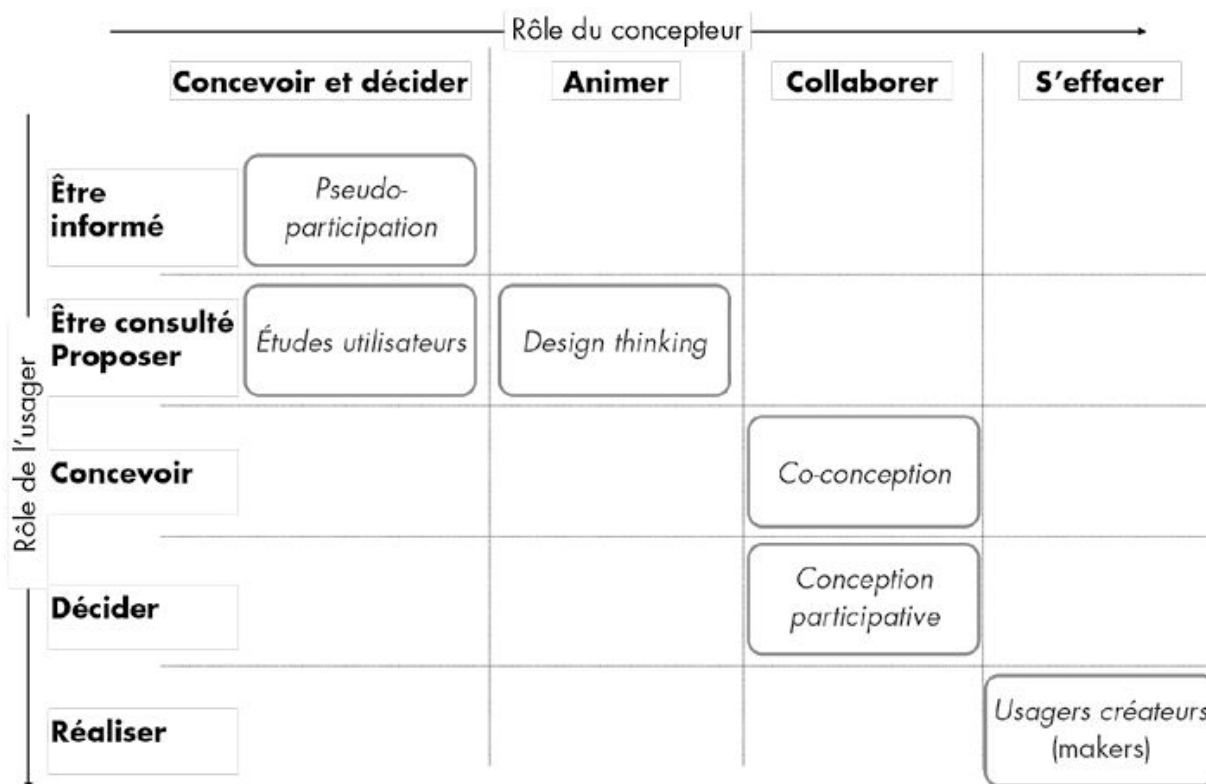 Rôle du concepteur
Concevoir et décider
Animer
Collaborer
S'effacer
Rôle de l'usager
Être
informé
Pseudo-
participation
Être consulté
Proposer
Études utilisateurs
Design thinking
Concevoir
Co-conception
Décider
Conception
participative
Réaliser
Usagers créateurs
(makers)